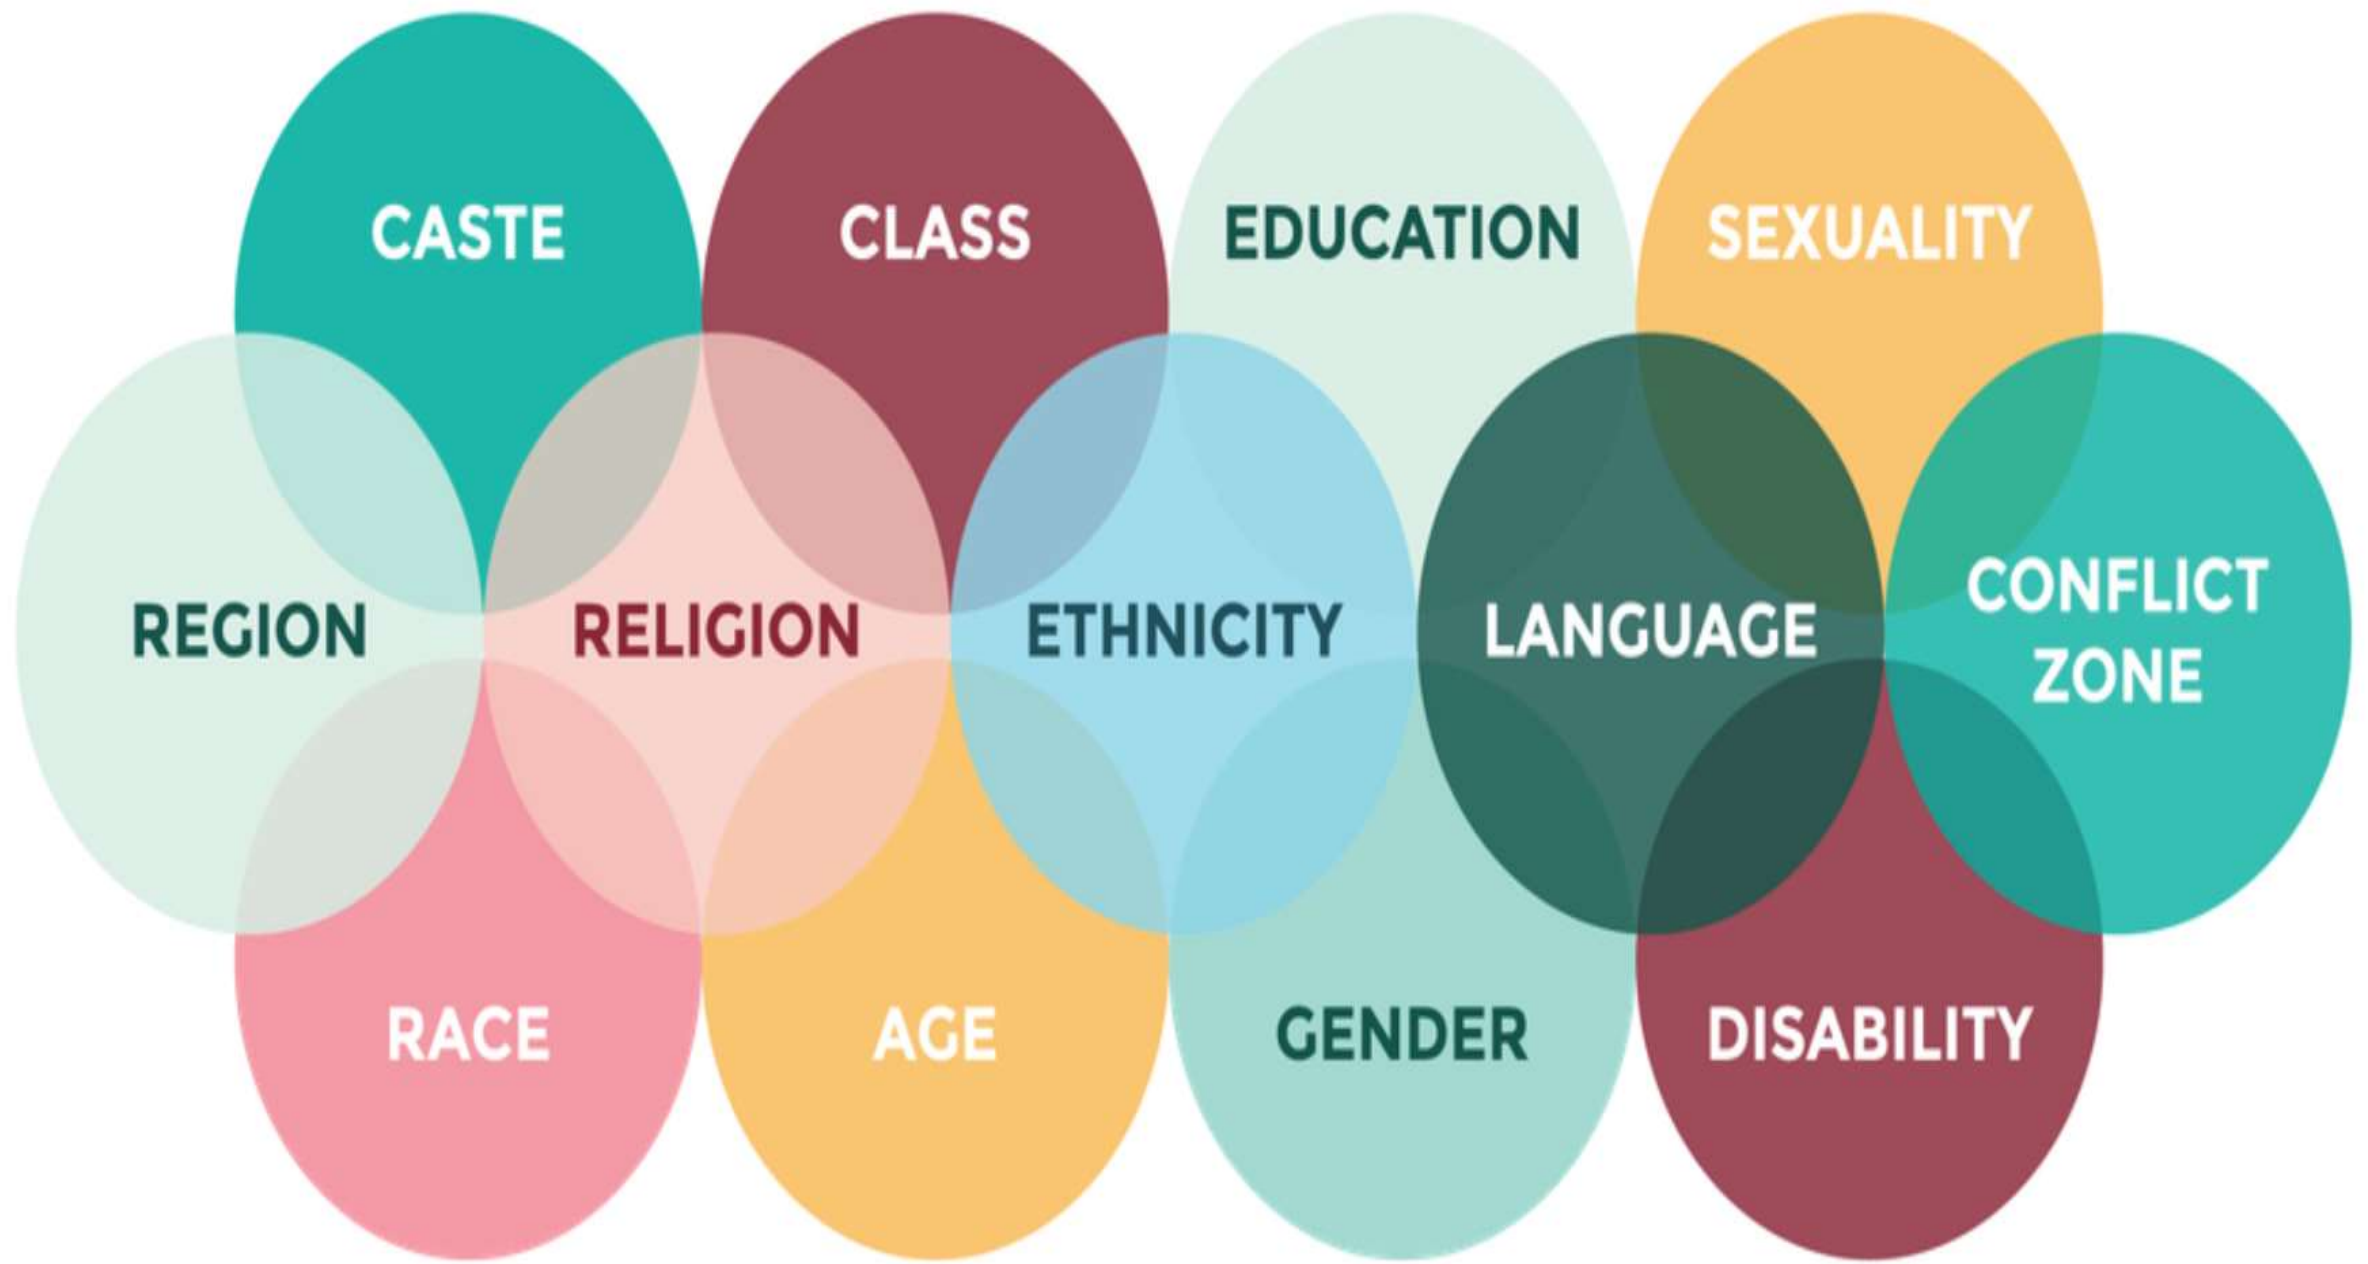 CASTE
CLASS
EDUCATION
SEXUALITY
REGION
RELIGION
ETHNICITY
LANGUAGE
CONFLICT
ZONE
RACE
AGE
GENDER
DISABILITY